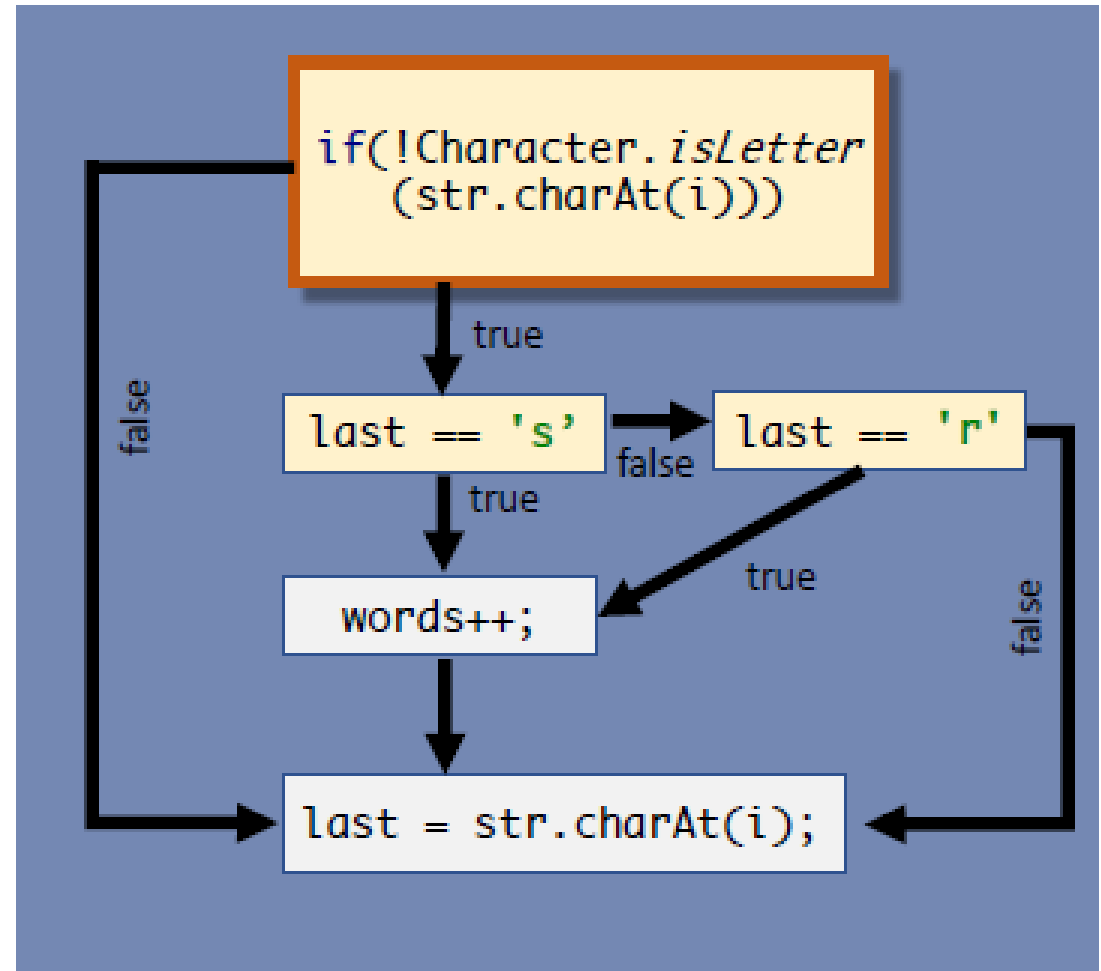 if(!Character.isLetter
(str.charAt(i)))
true
false
last == 's’
false
last == 'r'
true
true
false
words++;
last = str.charAt(i);